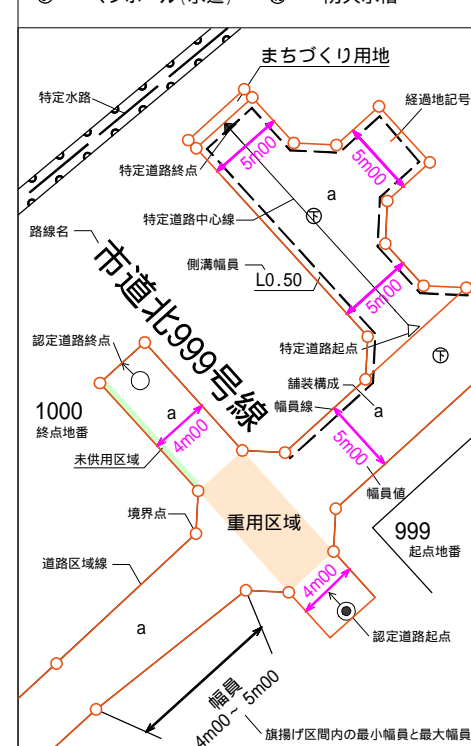 まちづくり用地
特定水路
経過地記号
5m00
5m00
特定道路終点
a
特定道路中心線
下
路線名
側溝幅員
L0.50
5m00
市道北999号線
認定道路終点
特定道路起点
下
舗装構成
a
幅員線
a
1000
終点地番
4m00
5m00
未供用区域
幅員値
境界点
重用区域
999
起点地番
道路区域線
4m00
a
認定道路起点
幅員
4m00~5m00
旗揚げ区間内の最小幅員と最大幅員